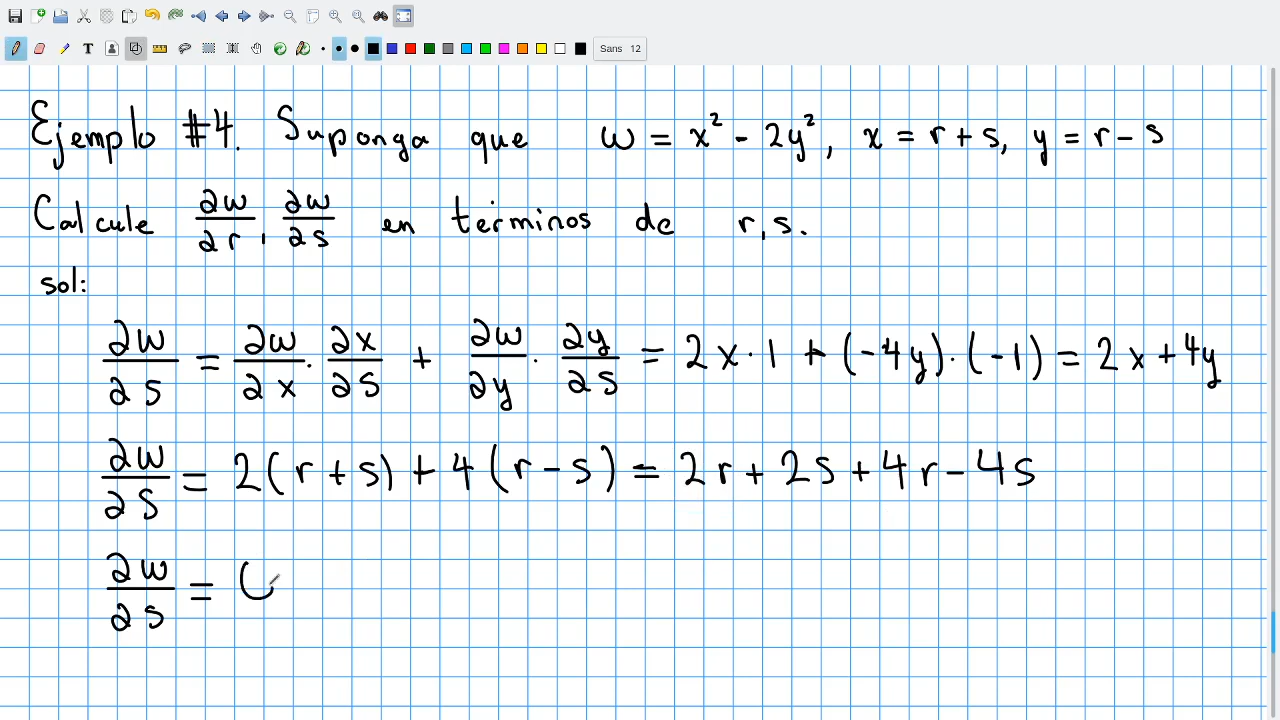 Sans 12
Ejemplo #4. Suponga que w = x² - 2y², x = r + s, y = r - s
Calcule ∂w/∂r, ∂w/∂s en términos de r, s.
sol:
∂w/∂s = ∂w/∂x · ∂x/∂s + ∂w/∂y · ∂y/∂s = 2x · 1 + (-4y) · (-1) = 2x + 4y
∂w/∂s = 2(r + s) + 4(r - s) = 2r + 2s + 4r - 4s
∂w/∂s =